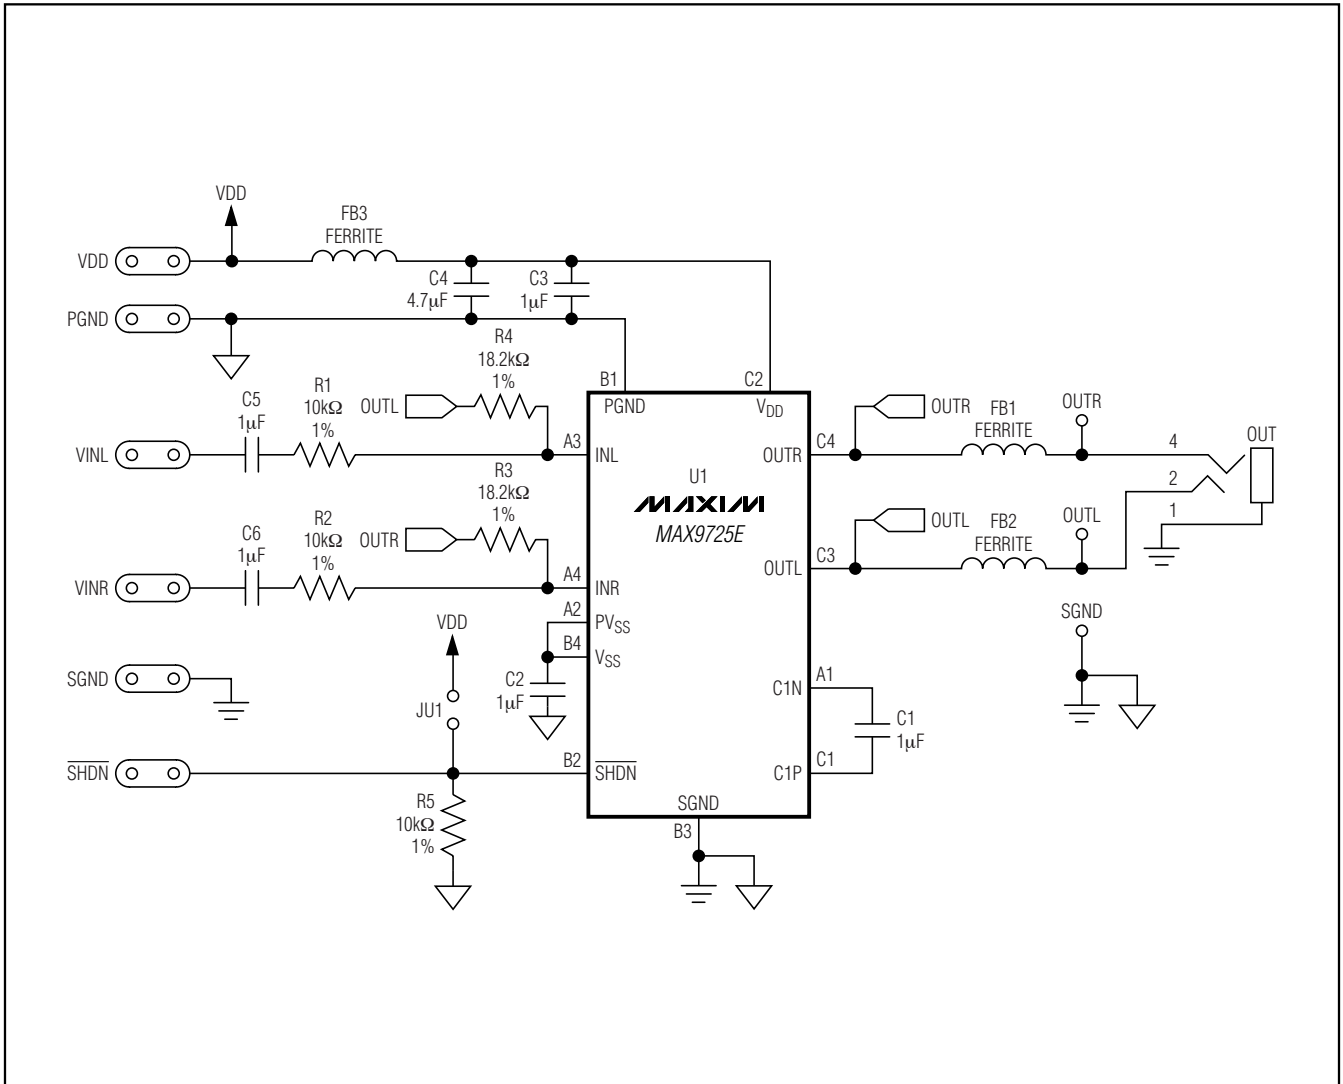 VDD
FB3
FERRITE
VDD
C4
4.7µF
C3
1µF
PGND
R4
18.2kΩ
1%
B1
C2
PGND
VDD
C5
1µF
R1
10kΩ
1%
OUTL
VINL
A3
INL
OUTR
C4
OUTR
FB1
FERRITE
OUTR
4
OUT
2
1
R3
18.2kΩ
1%
U1
MAXIM
MAX9725E
C6
1µF
R2
10kΩ
1%
OUTR
VINR
A4
INR
OUTL
C3
OUTL
FB2
FERRITE
OUTL
A2
PVSS
B4
VSS
C2
1µF
VDD
JU1
SGND
SGND
C1N
A1
C1
1µF
C1P
C1
SHDN
B2
SHDN
R5
10kΩ
1%
SGND
B3